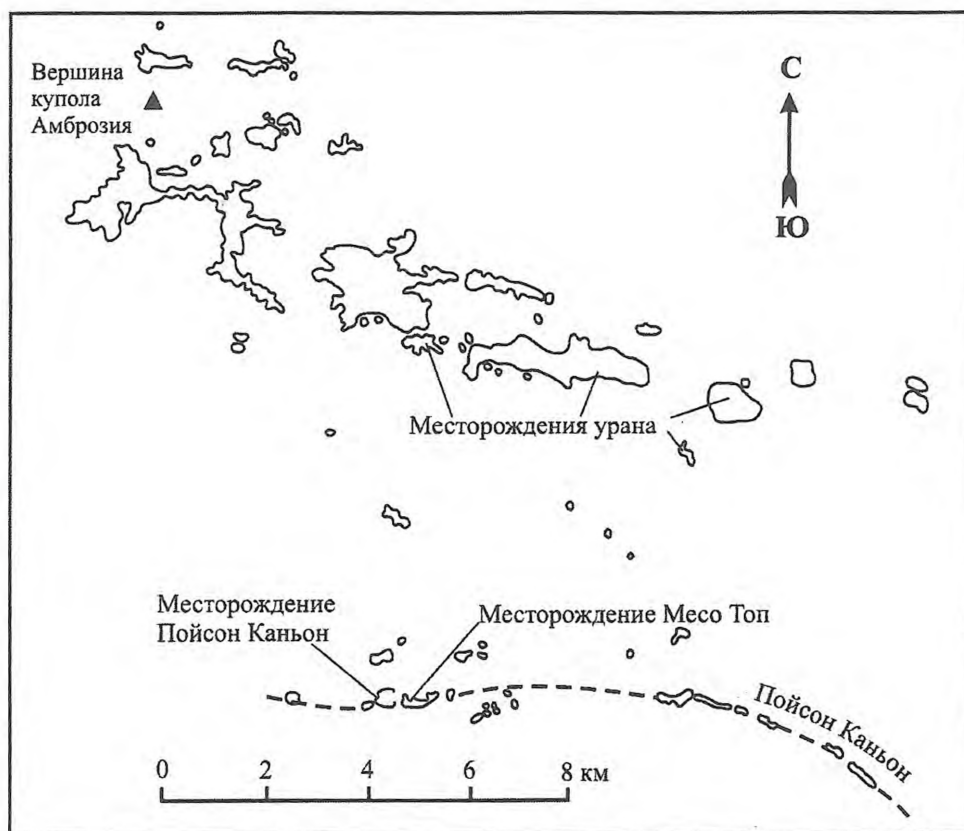 Вершина
купола
Амброзия
С
Ю
Месторождения урана
Месторождение
Пойсон Каньон
Месторождение Месо Топ
Пойсон Каньон
0 2 4 6 8 км